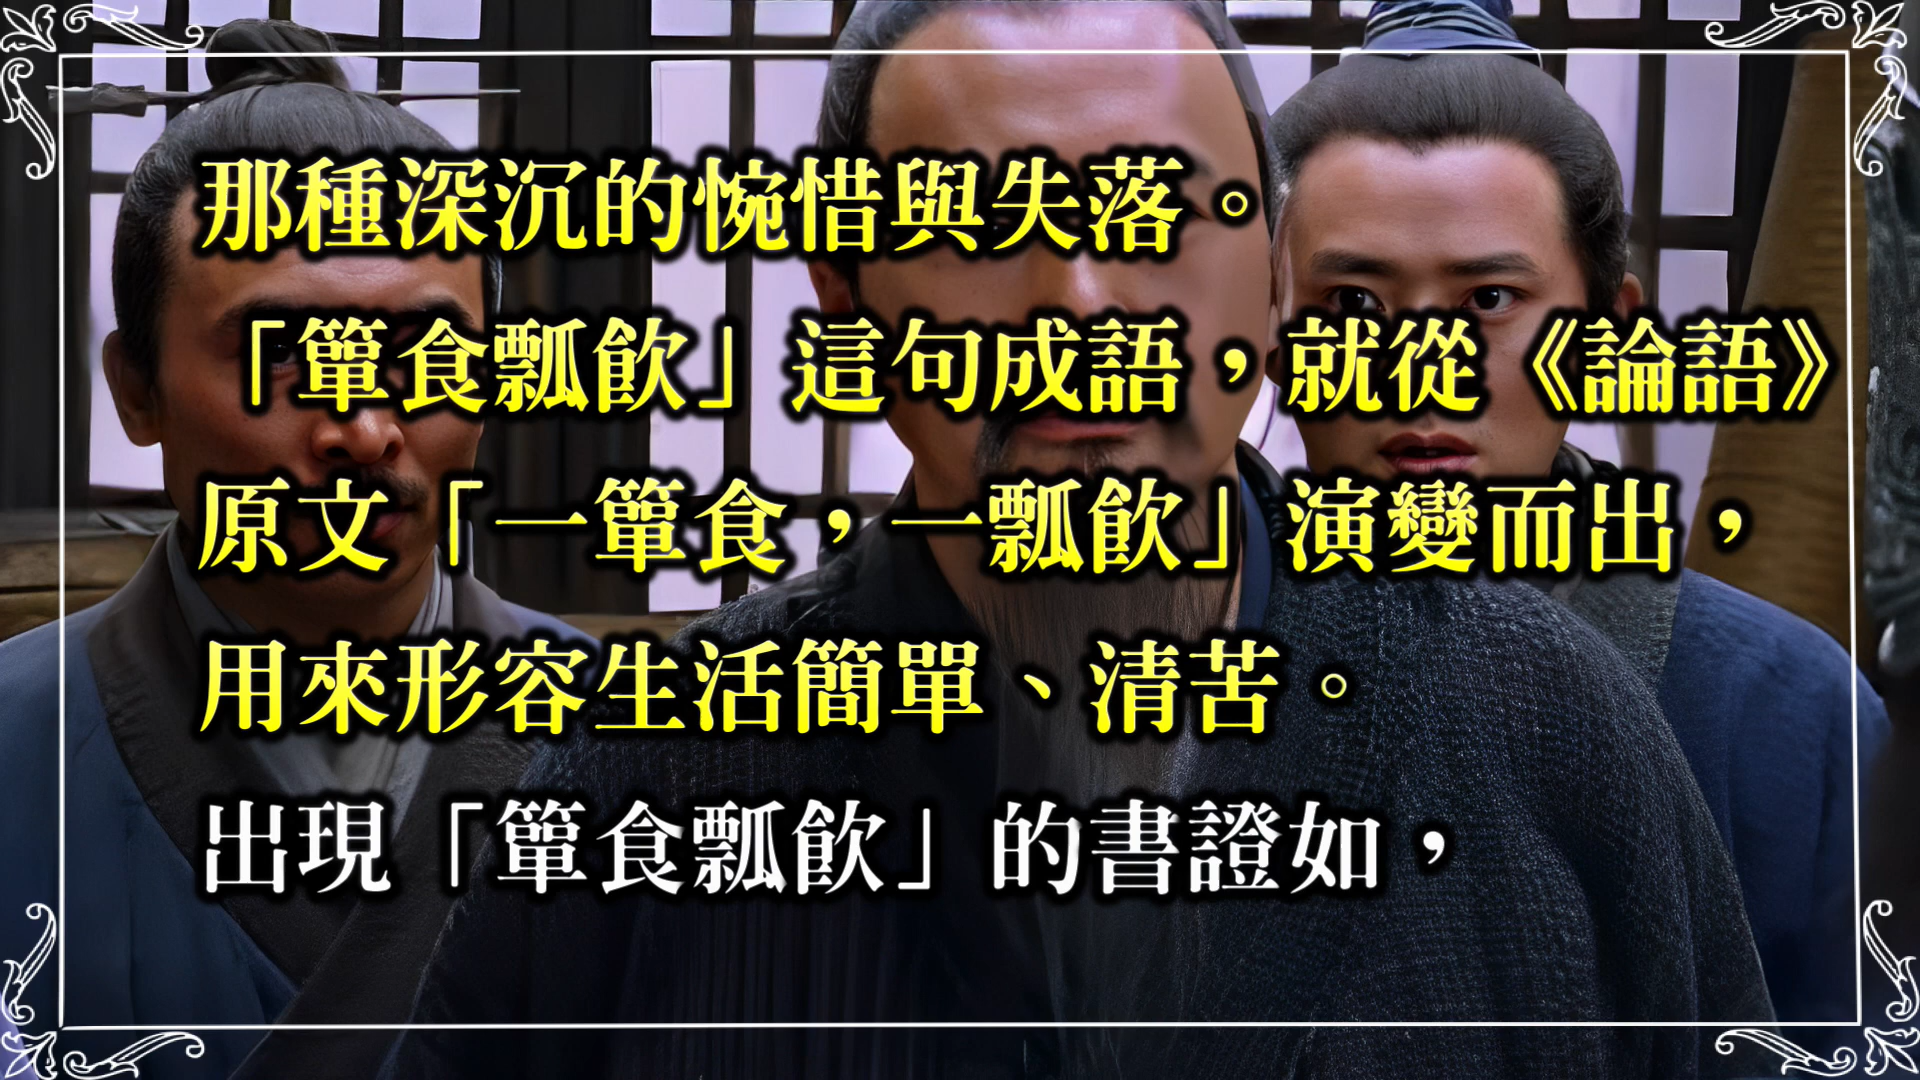 那種深沉的惋惜與失落。
「簞食瓢飲」這句成語，就從《論語》
原文「一簞食，一瓢飲」演變而出，
用來形容生活簡單、清苦。
出現「簞食瓢飲」的書證如，